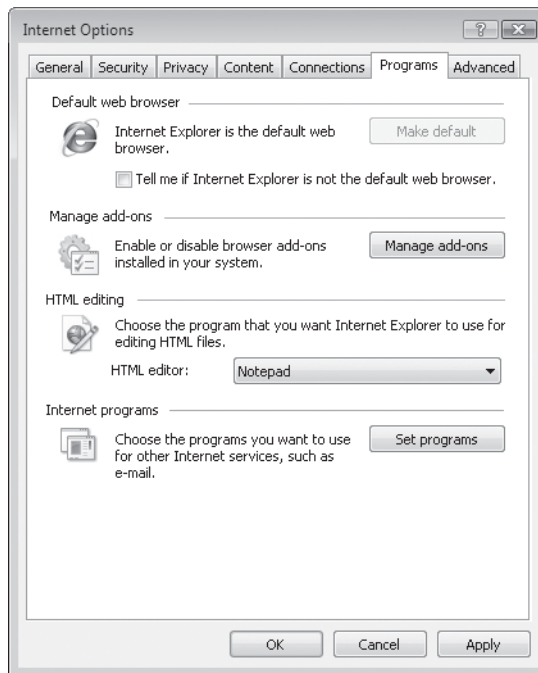 Internet Options
General Security Privacy Content Connections Programs Advanced
Default web browser
Internet Explorer is the default web
browser.
Make default
Tell me if Internet Explorer is not the default web browser.
Manage add-ons
Enable or disable browser add-ons
installed in your system.
Manage add-ons
HTML editing
Choose the program that you want Internet Explorer to use for
editing HTML files.
HTML editor: Notepad
Internet programs
Choose the programs you want to use
for other Internet services, such as
e-mail.
Set programs
OK Cancel Apply